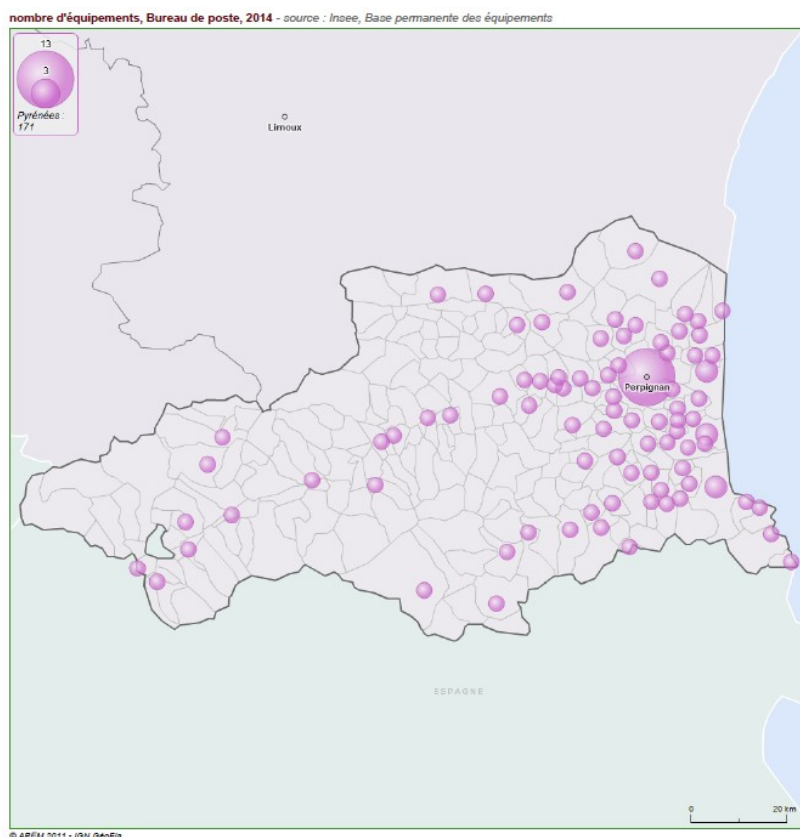 nombre d'équipements, Bureau de poste, 2014 - source : Insee, Base permanente des équipements
13
3
Pyrénées :
171
Limoux
Perpignan
ESPAGNE
0 20 km
© APEM 2011 - IGN GéoFla